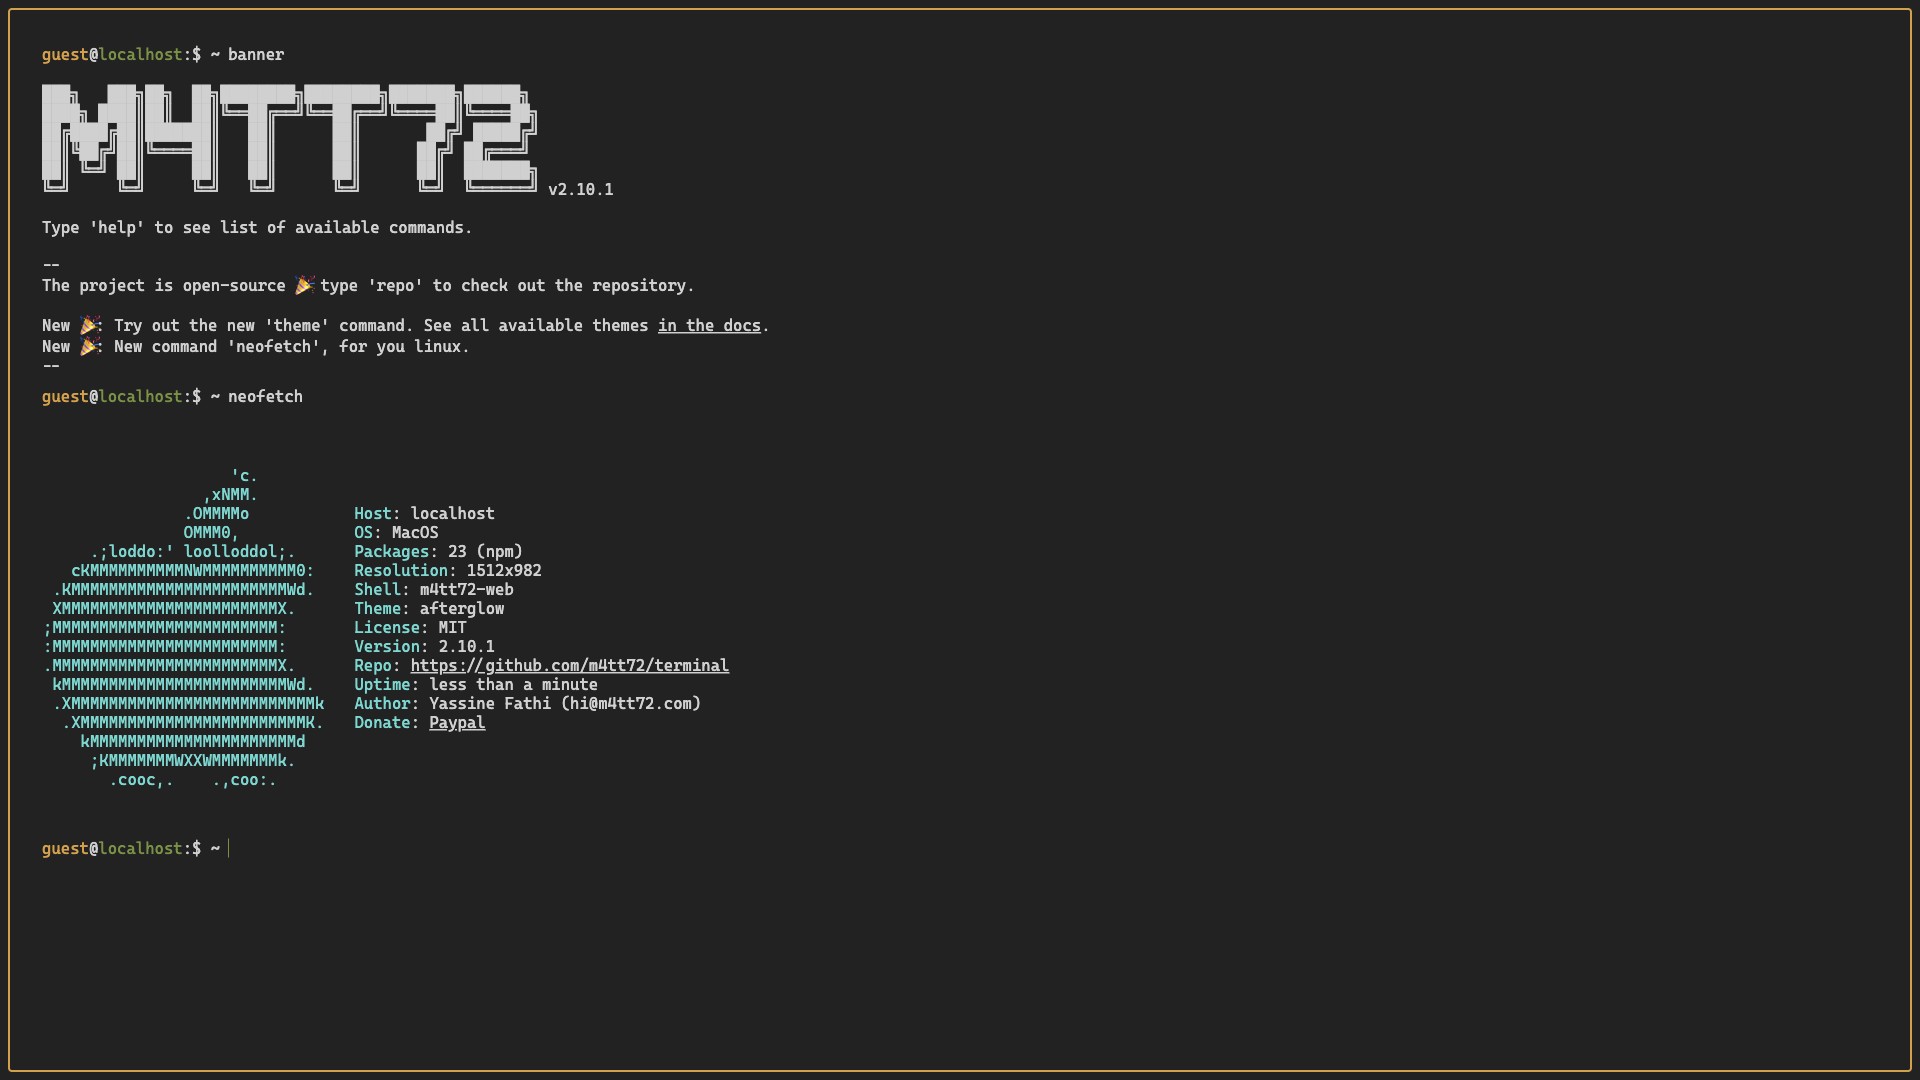 guest@localhost:$ ~ banner
M4TT72 v2.10.1
Type 'help' to see list of available commands.
--
The project is open-source 🎉 type 'repo' to check out the repository.
New 🎉: Try out the new 'theme' command. See all available themes in the docs.
New 🎉: New command 'neofetch', for you linux.
--
guest@localhost:$ ~ neofetch
'c.
,xNMM.
.OMMMMo Host: localhost
OMMM0, OS: MacOS
.;loddo:' loolloddol;. Packages: 23 (npm)
cKMMMMMMMMMMNWMMMMMMMMMM0: Resolution: 1512x982
.KMMMMMMMMMMMMMMMMMMMMMMMWd. Shell: m4tt72-web
XMMMMMMMMMMMMMMMMMMMMMMMX. Theme: afterglow
;MMMMMMMMMMMMMMMMMMMMMMMM: License: MIT
:MMMMMMMMMMMMMMMMMMMMMMMM: Version: 2.10.1
.MMMMMMMMMMMMMMMMMMMMMMMMX. Repo: https://github.com/m4tt72/terminal
kMMMMMMMMMMMMMMMMMMMMMMMMWd. Uptime: less than a minute
.XMMMMMMMMMMMMMMMMMMMMMMMMMMk Author: Yassine Fathi (hi@m4tt72.com)
.XMMMMMMMMMMMMMMMMMMMMMMMMK. Donate: Paypal
kMMMMMMMMMMMMMMMMMMMMMMd
;KMMMMMMMWXXWMMMMMMMk.
.cooc,. .,coo:.
guest@localhost:$ ~